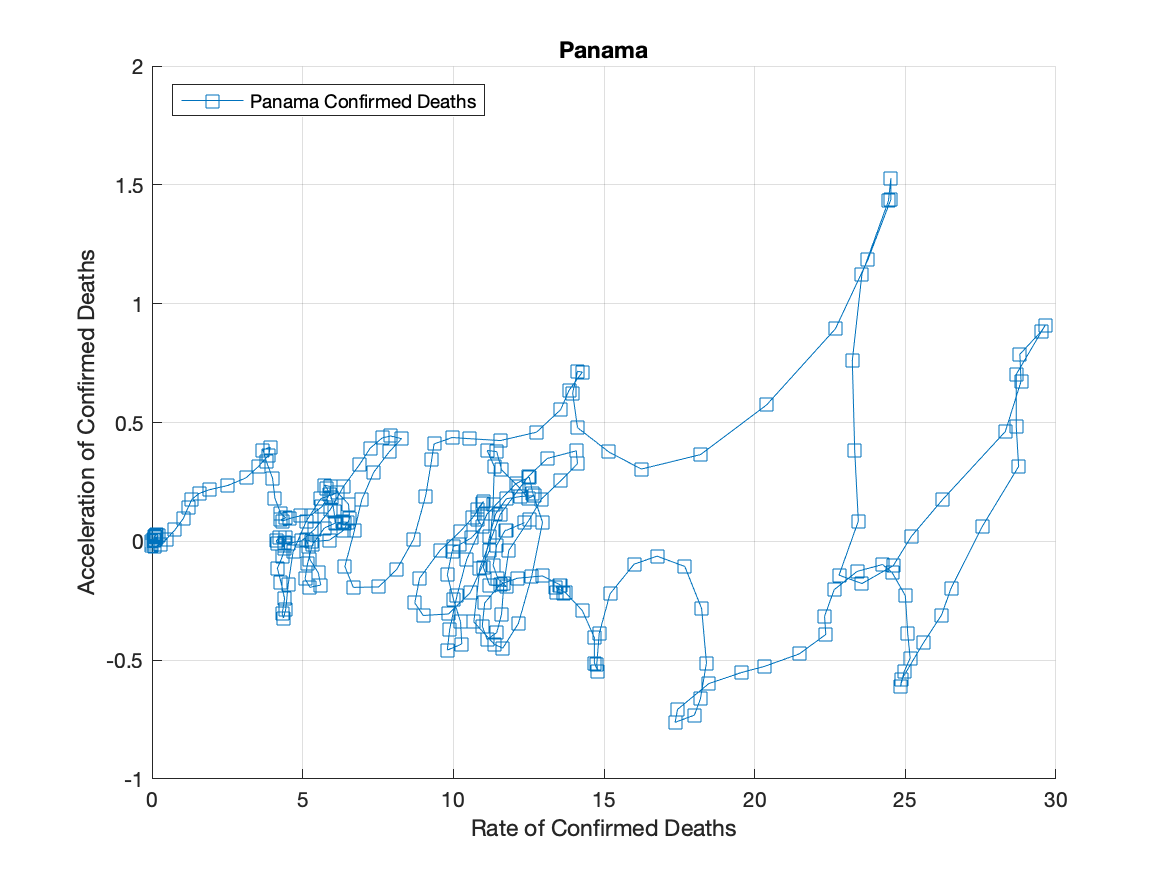 Panama
2
Panama Confirmed Deaths
1.5
1
0.5
0
-0.5
-1
Acceleration of Confirmed Deaths
0 5 10 15 20 25 30
Rate of Confirmed Deaths